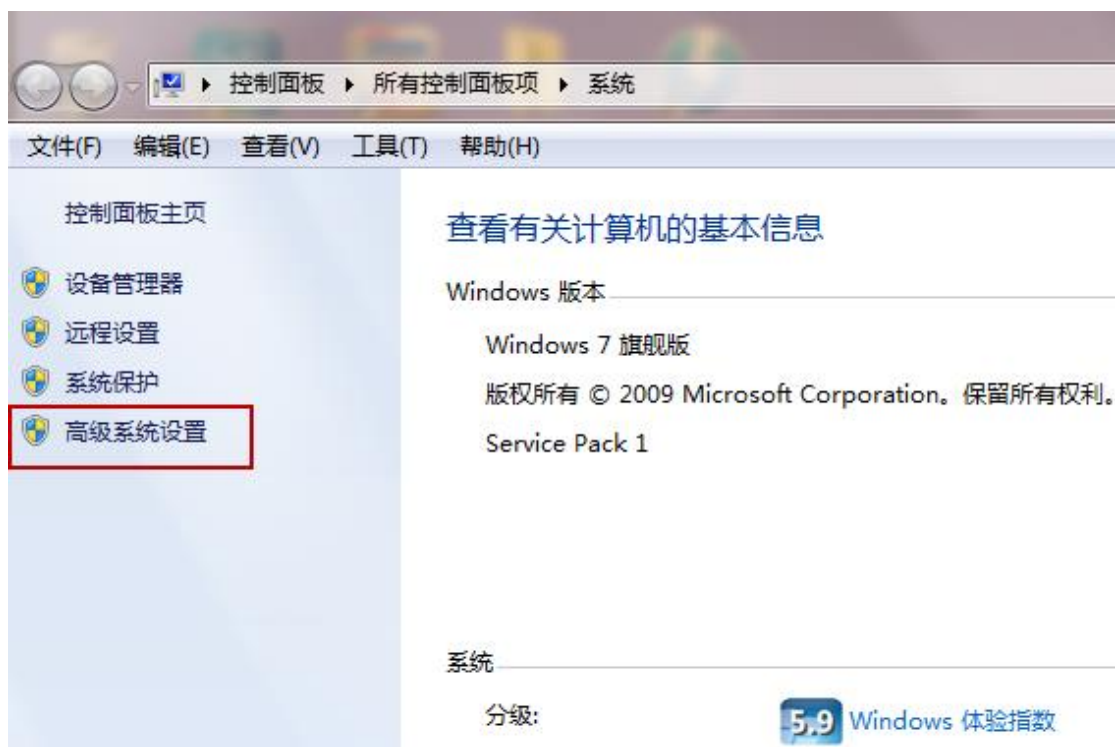 控制面板 ▸ 所有控制面板项 ▸ 系统
文件(F) 编辑(E) 查看(V) 工具(T) 帮助(H)
控制面板主页
设备管理器
远程设置
系统保护
高级系统设置
查看有关计算机的基本信息
Windows 版本
Windows 7 旗舰版
版权所有 © 2009 Microsoft Corporation。保留所有权利。
Service Pack 1
系统
分级:
5.9 Windows 体验指数